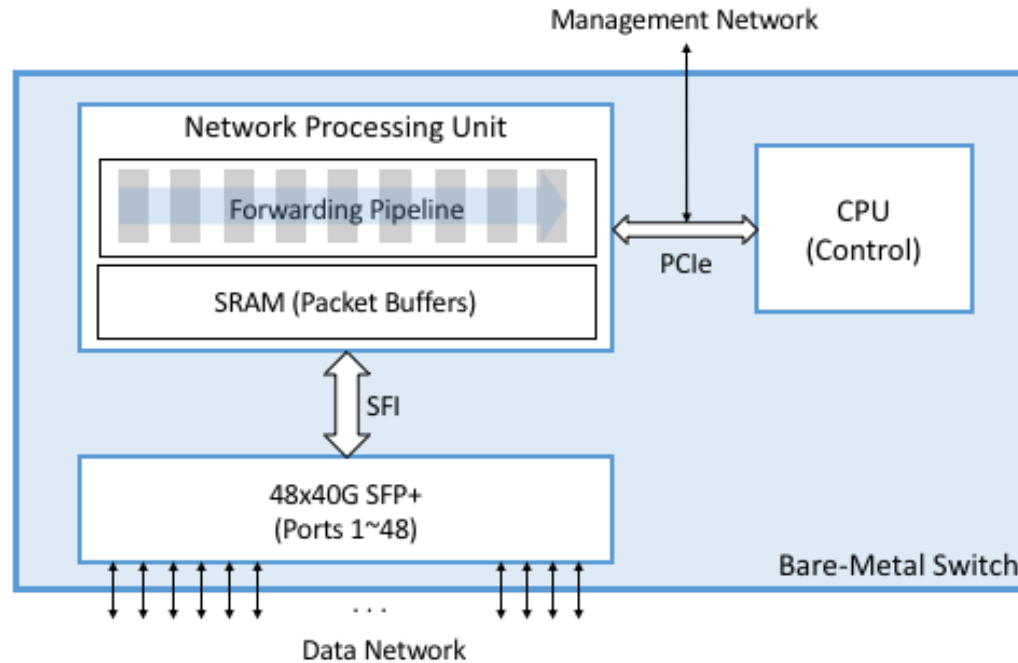 Management Network
Network Processing Unit
Forwarding Pipeline
SRAM (Packet Buffers)
PCIe
CPU
(Control)
SFI
48x40G SFP+
(Ports 1~48)
Bare-Metal Switch
. . .
Data Network